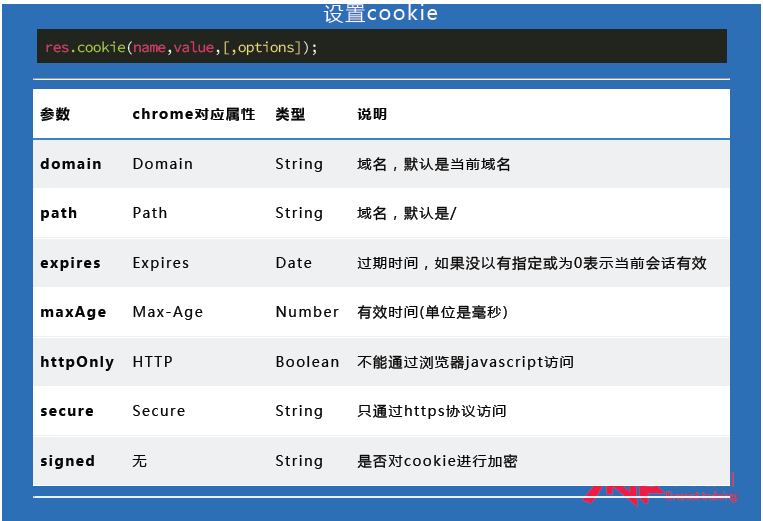 设置cookie
res.cookie(name,value,[,options]);
参数 chrome对应属性 类型 说明
domain Domain String 域名，默认是当前域名
path Path String 域名，默认是/
expires Expires Date 过期时间，如果没以有指定或为0表示当前会话有效
maxAge Max-Age Number 有效时间(单位是毫秒)
httpOnly HTTP Boolean 不能通过浏览器javascript访问
secure Secure String 只通过https协议访问
signed 无 String 是否对cookie进行加密